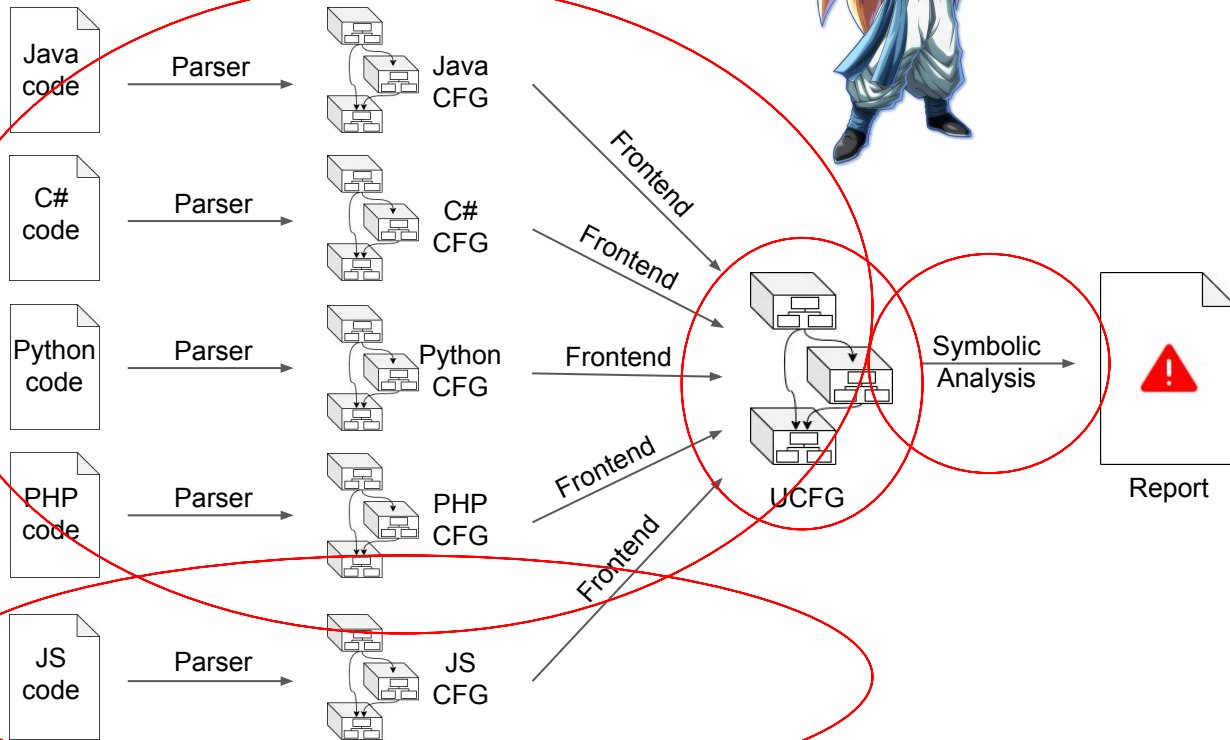 Java
code
Parser
Java
CFG
Frontend
C#
code
Parser
C#
CFG
Frontend
Python
code
Parser
Python
CFG
Frontend
PHP
code
Parser
PHP
CFG
Frontend
JS
code
Parser
JS
CFG
Frontend
UCFG
Symbolic
Analysis
Report